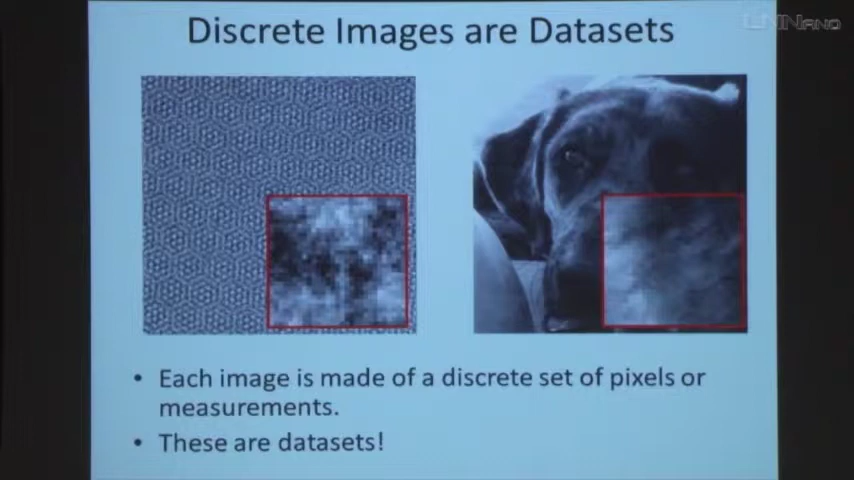 Discrete Images are Datasets
• Each image is made of a discrete set of pixels or
measurements.
• These are datasets!